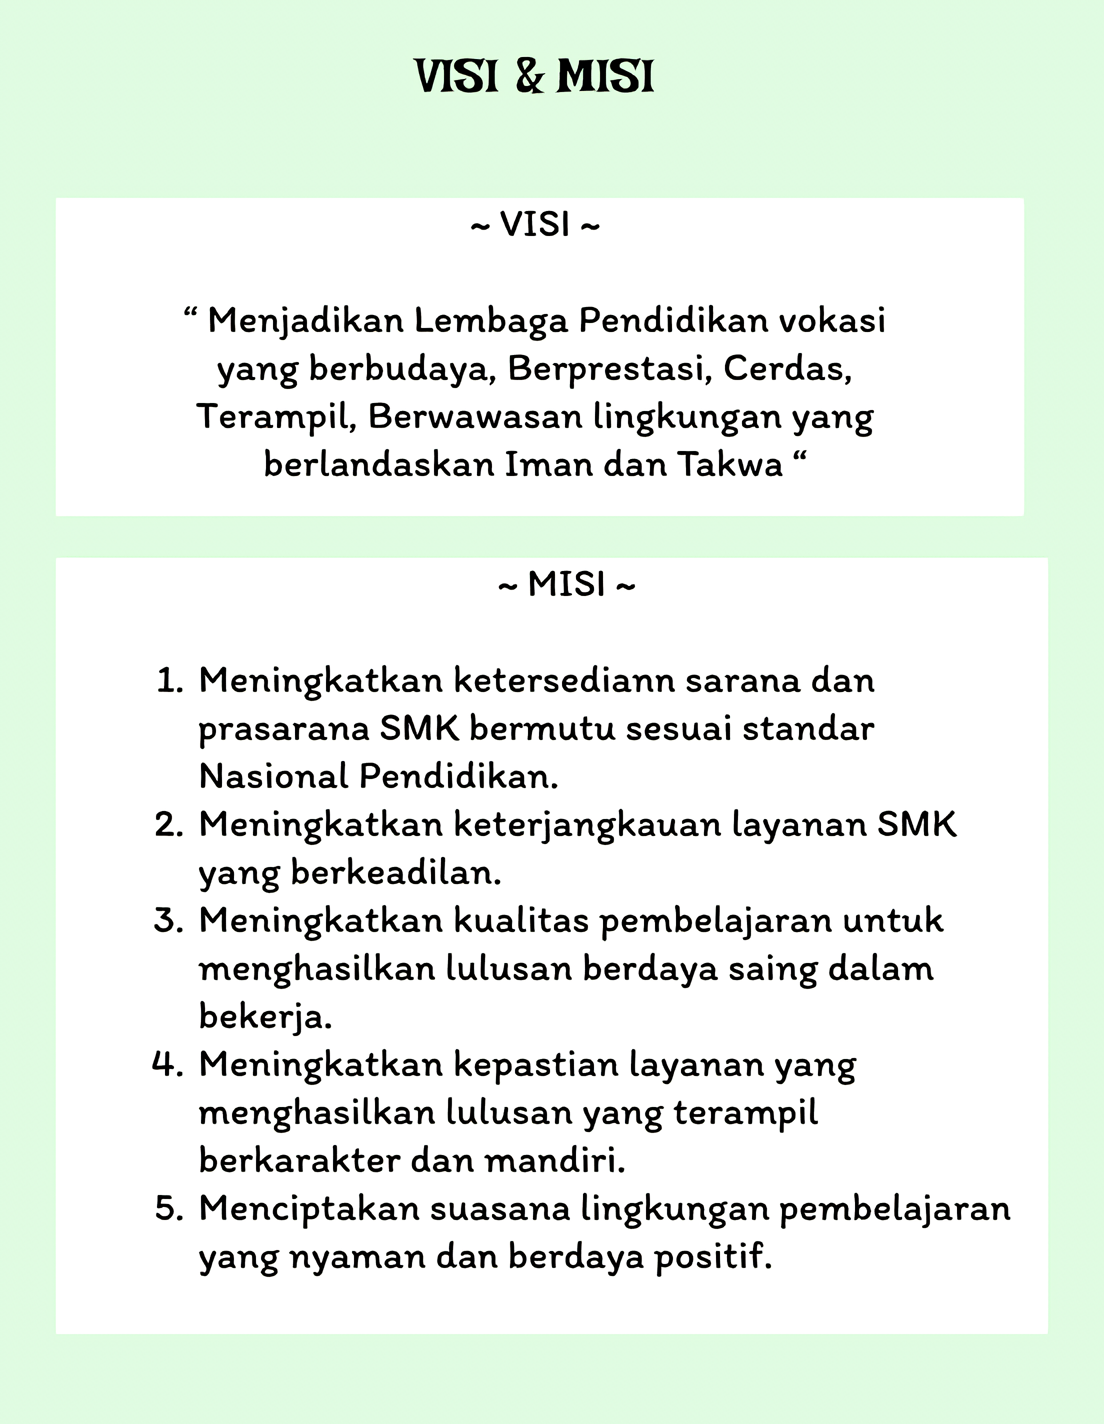 VISI & MISI
~ VISI ~
“ Menjadikan Lembaga Pendidikan vokasi
yang berbudaya, Berprestasi, Cerdas,
Terampil, Berwawasan lingkungan yang
berlandaskan Iman dan Takwa “
~ MISI ~
1. Meningkatkan ketersediann sarana dan
prasarana SMK bermutu sesuai standar
Nasional Pendidikan.
2. Meningkatkan keterjangkauan layanan SMK
yang berkeadilan.
3. Meningkatkan kualitas pembelajaran untuk
menghasilkan lulusan berdaya saing dalam
bekerja.
4. Meningkatkan kepastian layanan yang
menghasilkan lulusan yang terampil
berkarakter dan mandiri.
5. Menciptakan suasana lingkungan pembelajaran
yang nyaman dan berdaya positif.